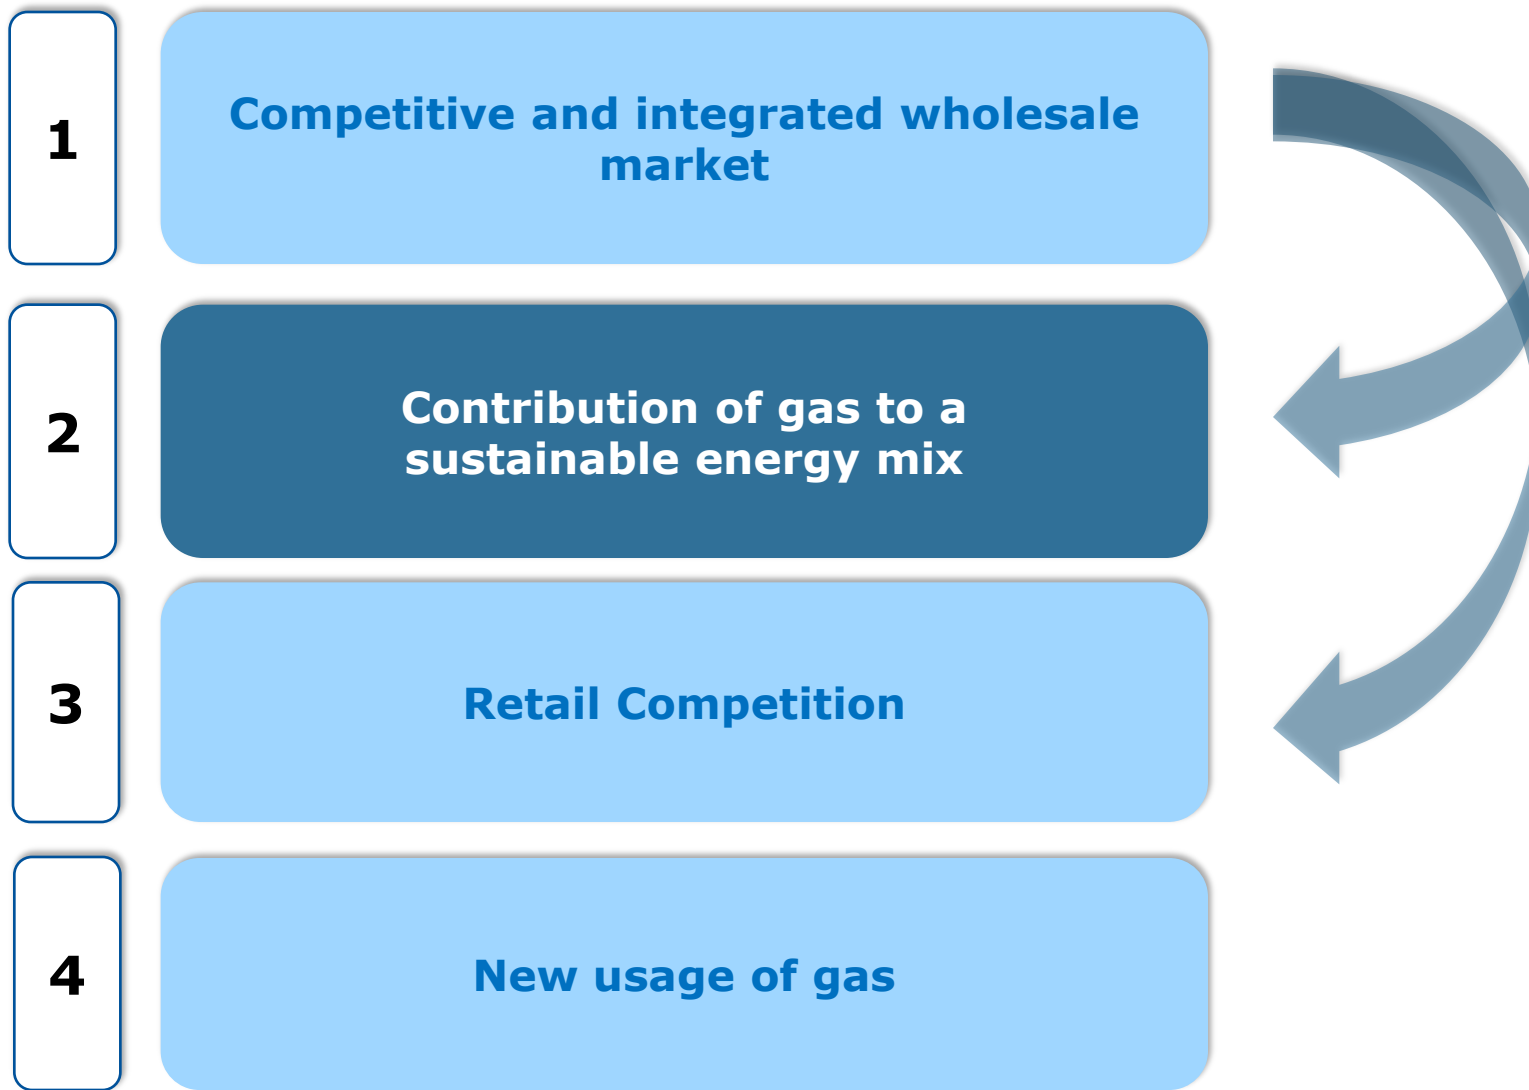 1
Competitive and integrated wholesale
market
2
Contribution of gas to a
sustainable energy mix
3
Retail Competition
4
New usage of gas